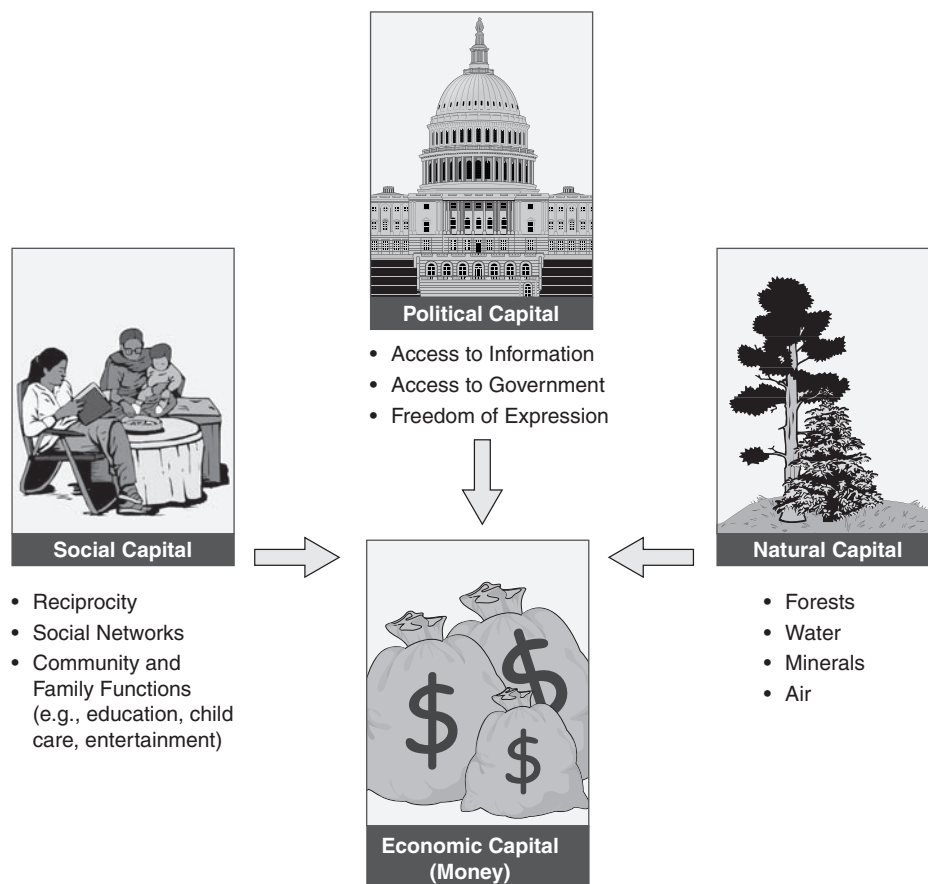 Political Capital
• Access to Information
• Access to Government
• Freedom of Expression
Social Capital
• Reciprocity
• Social Networks
• Community and
Family Functions
(e.g., education, child
care, entertainment)
Natural Capital
• Forests
• Water
• Minerals
• Air
$
$
$
Economic Capital
(Money)